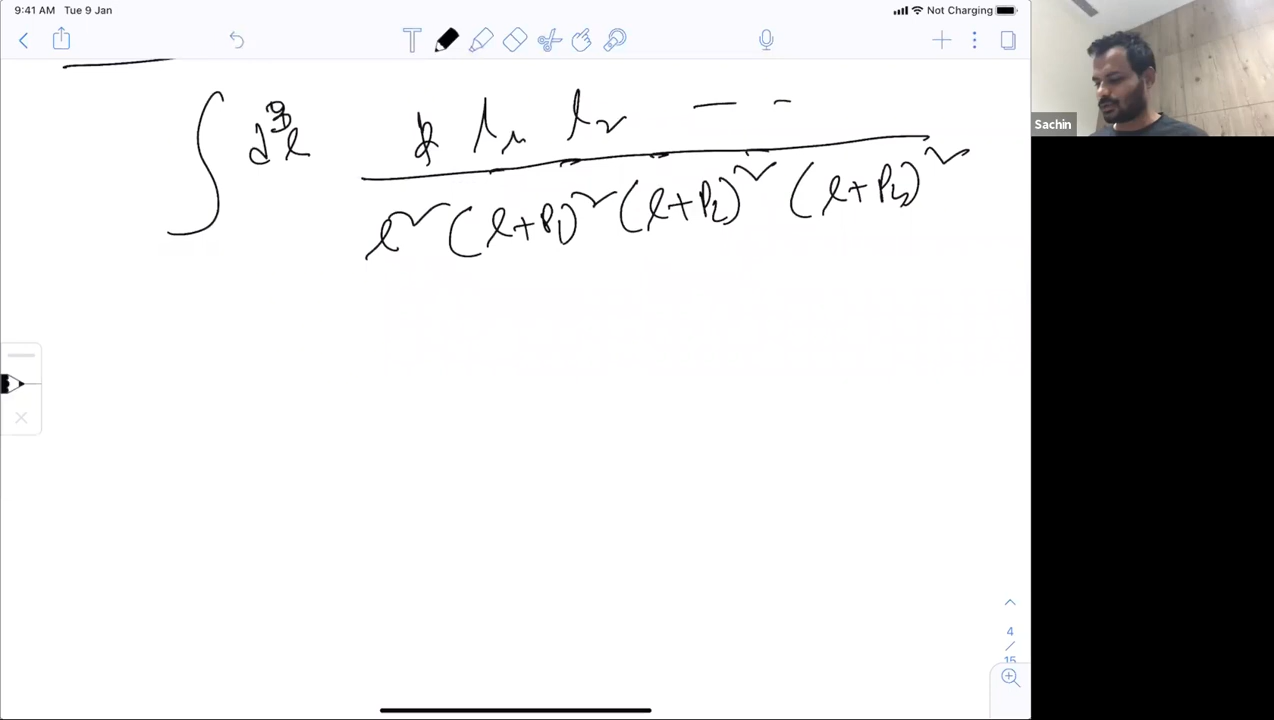 9:41 AM Tue 9 Jan
Not Charging
T
Sachin
∫ d³l l_μ l_ν — -
l² (l+P₁)² (l+P₂)² (l+P₃)²
4
/
15